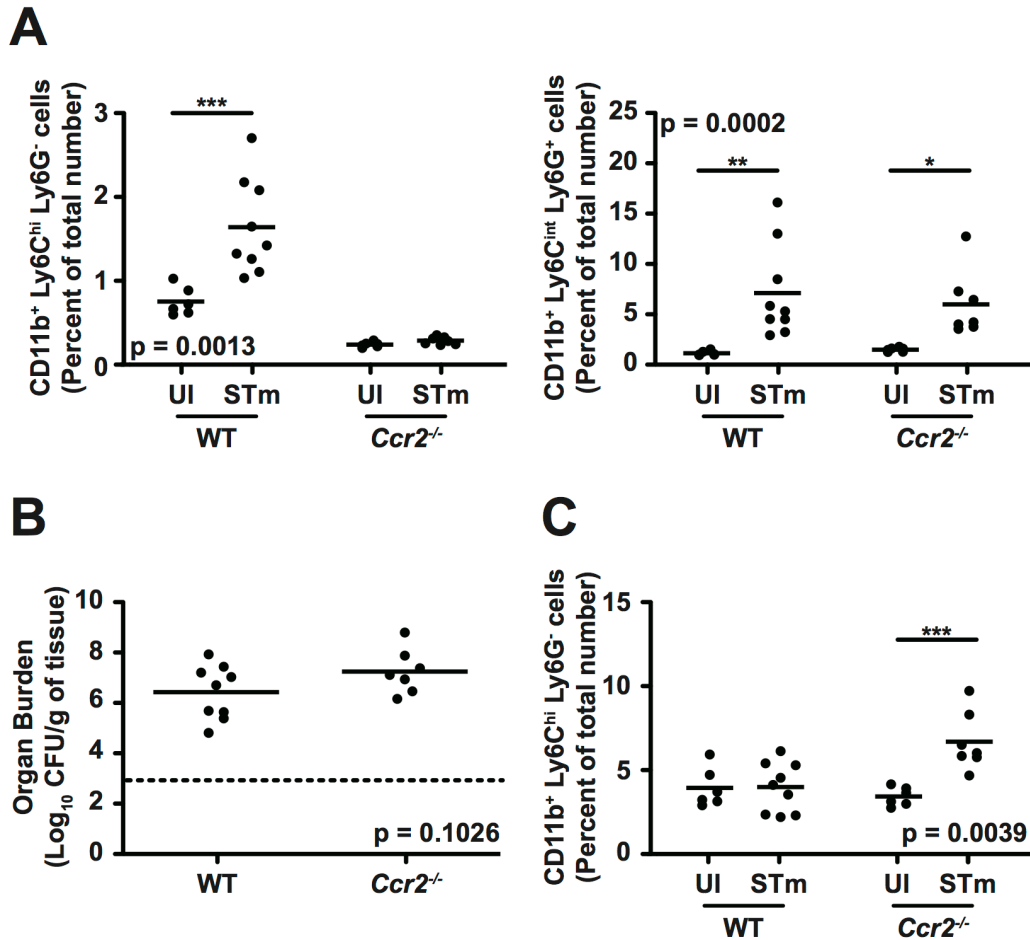 A
CD11b⁺ Ly6Cʰⁱ Ly6G⁻ cells
(Percent of total number)
3
2
1
0
***
p = 0.0013
UI STm UI STm
WT Ccr2⁻/⁻
CD11b⁺ Ly6Cⁱⁿᵗ Ly6G⁺ cells
(Percent of total number)
25
20
15
10
5
0
p = 0.0002
** *
UI STm UI STm
WT Ccr2⁻/⁻
B
Organ Burden
(Log₁₀ CFU/g of tissue)
10
8
6
4
2
0
p = 0.1026
WT Ccr2⁻/⁻
C
CD11b⁺ Ly6Cʰⁱ Ly6G⁻ cells
(Percent of total number)
15
10
5
0
***
p = 0.0039
UI STm UI STm
WT Ccr2⁻/⁻